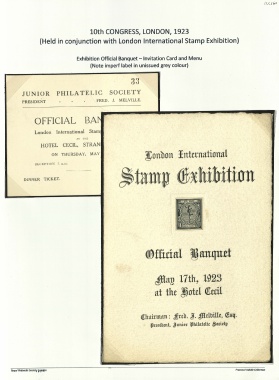 10th CONGRESS, LONDON, 1923
(Held in conjunction with London International Stamp Exhibition)
Exhibition Official Banquet – Invitation Card and Menu
(Note imperf label in unissued grey colour)
33
JUNIOR PHILATELIC SOCIETY
PRESIDENT - - - FRED. J. MELVILLE.
OFFICIAL BAN
London International Stamp
AT THE
HOTEL CECIL, STRAN
ON THURSDAY, MAY
DINNER TICKET.
London International
Stamp Exhibition
Official Banquet
May 17th, 1923
at the Hotel Cecil
Chairman: Fred. J. Melville, Esq.
President, Junior Philatelic Society